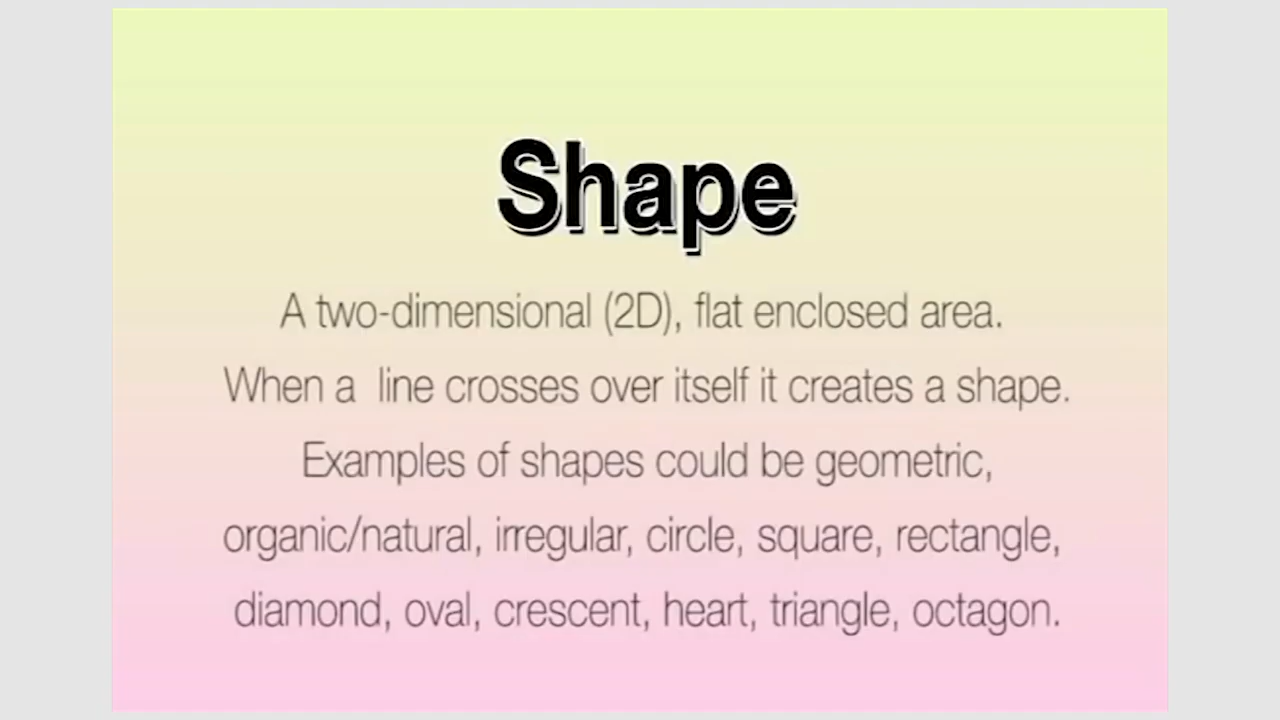 Shape
A two-dimensional (2D), flat enclosed area.
When a line crosses over itself it creates a shape.
Examples of shapes could be geometric,
organic/natural, irregular, circle, square, rectangle,
diamond, oval, crescent, heart, triangle, octagon.